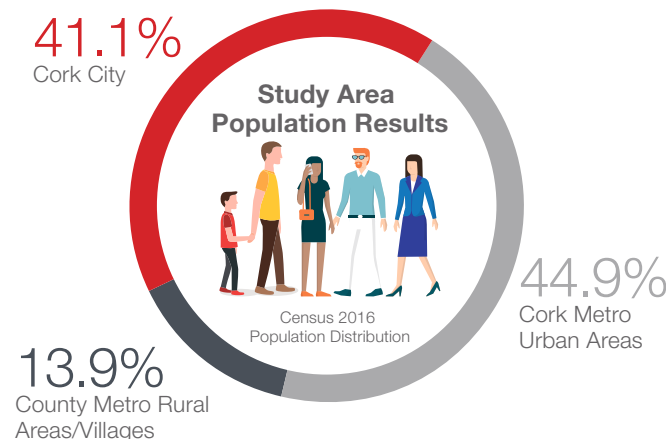 41.1%
Cork City
Study Area
Population Results
Census 2016
Population Distribution
44.9%
Cork Metro
Urban Areas
13.9%
County Metro Rural
Areas/Villages